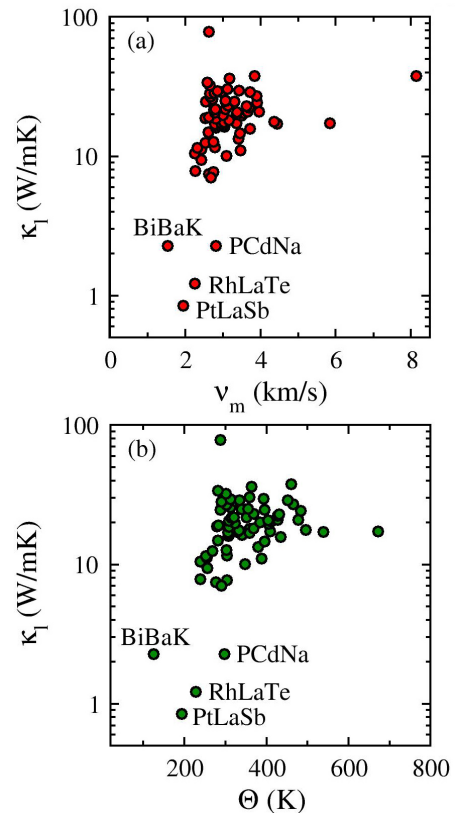 100
(a)
κl (W/mK)
10
BiBaK
PCdNa
RhLaTe
1
PtLaSb
0 2 4 6 8
νm (km/s)
100
(b)
κl (W/mK)
10
BiBaK
PCdNa
RhLaTe
1
PtLaSb
200 400 600 800
Θ (K)